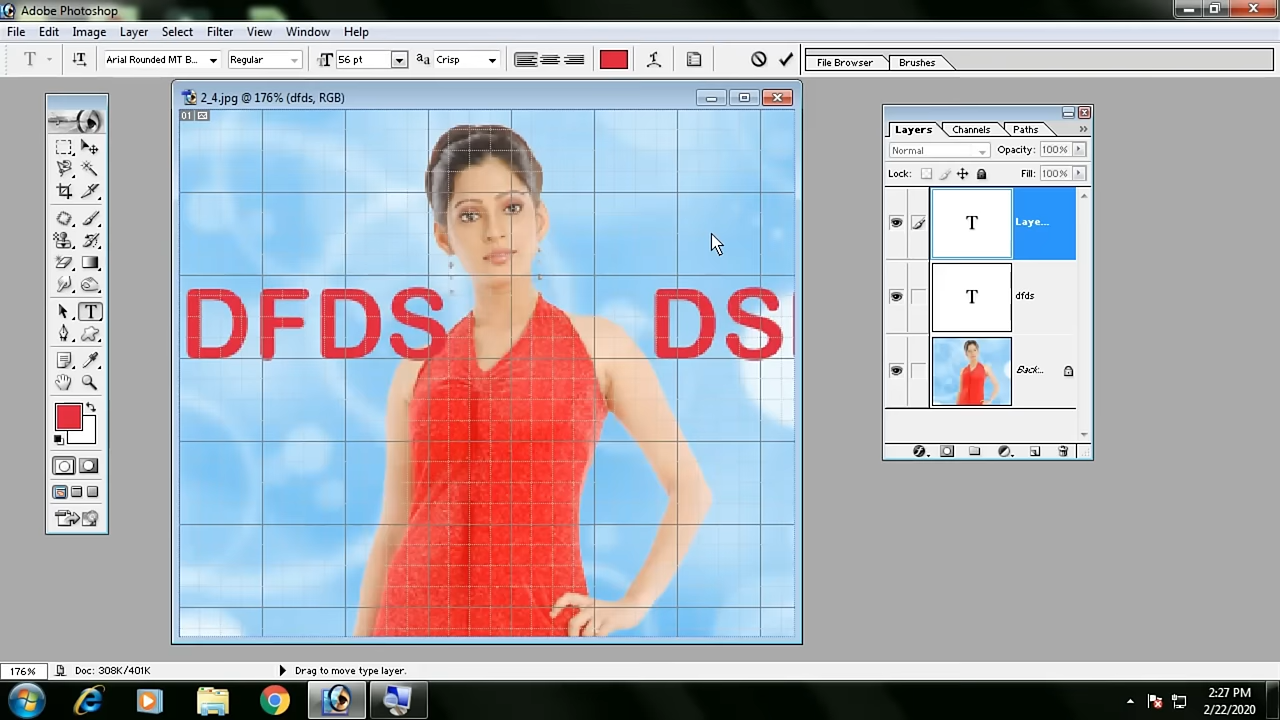 Adobe Photoshop
File Edit Image Layer Select Filter View Window Help
T Arial Rounded MT B... Regular T 56 pt aa Crisp File Browser Brushes
2_4.jpg @ 176% (dfds, RGB)
01
DFDS DS
Layers Channels Paths
Normal Opacity: 100%
Lock: Fill: 100%
T Laye...
T dfds
Back...
T
176% Doc: 308K/401K Drag to move type layer.
2:27 PM
2/22/2020